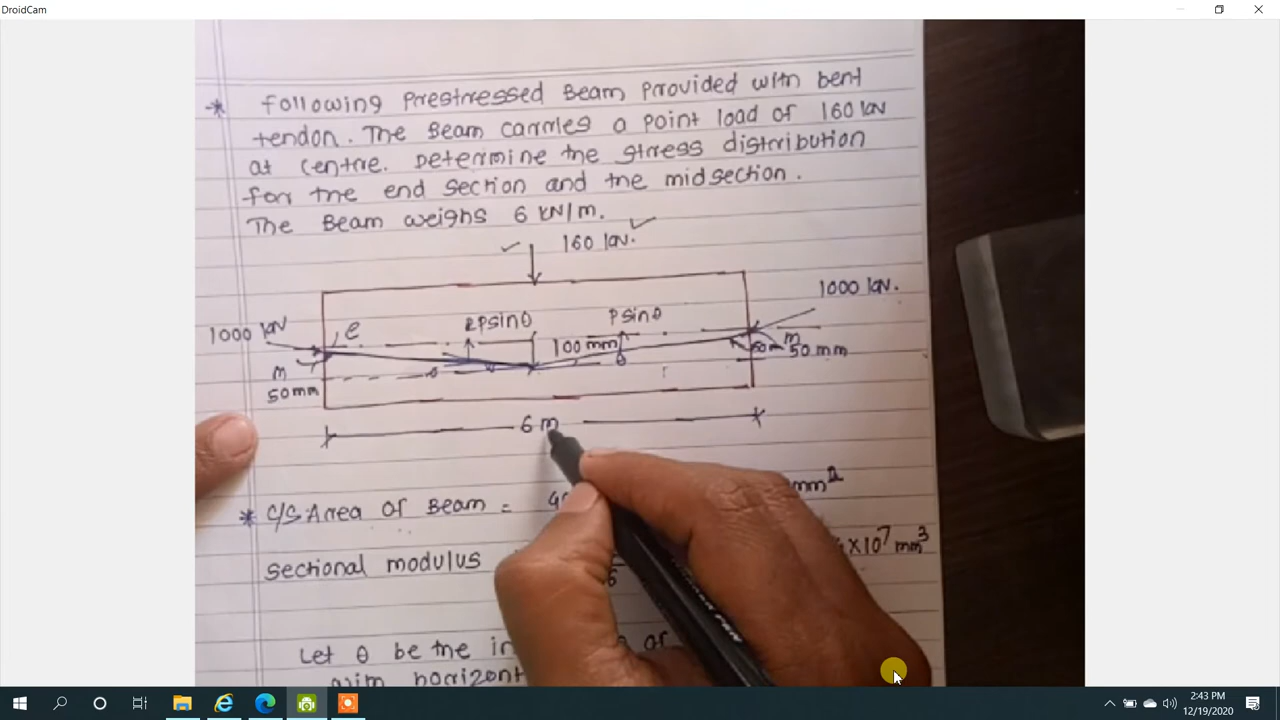 DroidCam
* Following Prestressed Beam Provided with bent
tendon. The Beam carries a point load of 160 kN
at centre. Determine the stress distribution
for the end section and the midsection.
The Beam weighs 6 kN/m.
160 kN.
1000 kN.
1000 kN
e
2Psinθ
Psinθ
100 mm
50 mm
50mm
θ
θ
6 m
* C/S Area of Beam =
mm²
sectional modulus
6
×10⁷ mm³
Let θ be the
horizont
2:43 PM
12/19/2020